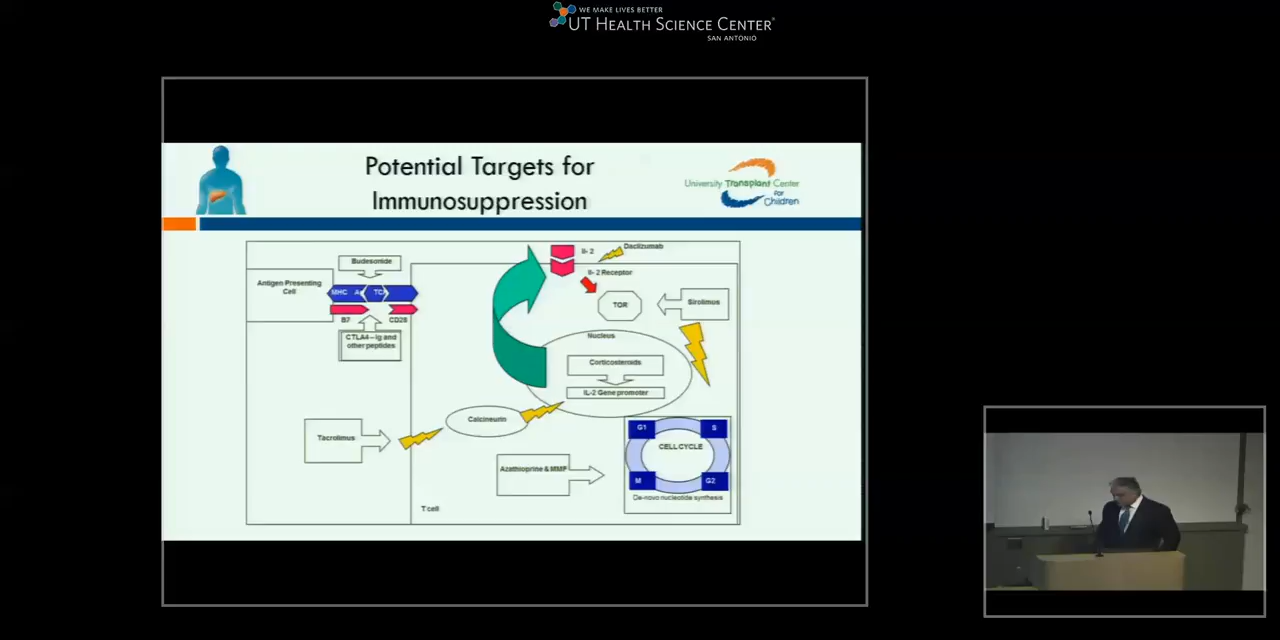 WE MAKE LIVES BETTER
UT HEALTH SCIENCE CENTER®
SAN ANTONIO
Potential Targets for
Immunosuppression
University Transplant Center
for
Children
Il- 2
Daclizumab
Budesonide
Il- 2 Receptor
Antigen Presenting
Cell
MHC
TCR
TOR
Sirolimus
B7
CD28
CTLA4-Ig and
other peptides
Nucleus
Corticosteroids
IL-2 Gene promoter
Calcineurin
Tacrolimus
G1
S
CELL CYCLE
Azathioprine & MMF
M
G2
De-novo nucleotide synthesis
T cell